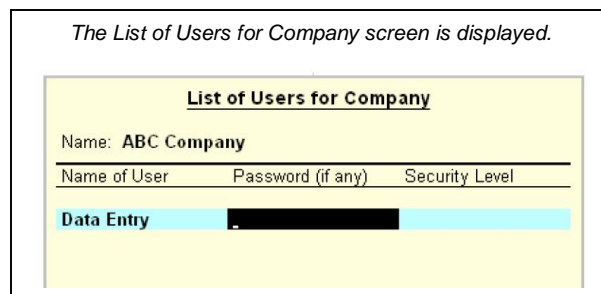 The List of Users for Company screen is displayed.
List of Users for Company
Name: ABC Company
Name of User Password (if any) Security Level
Data Entry